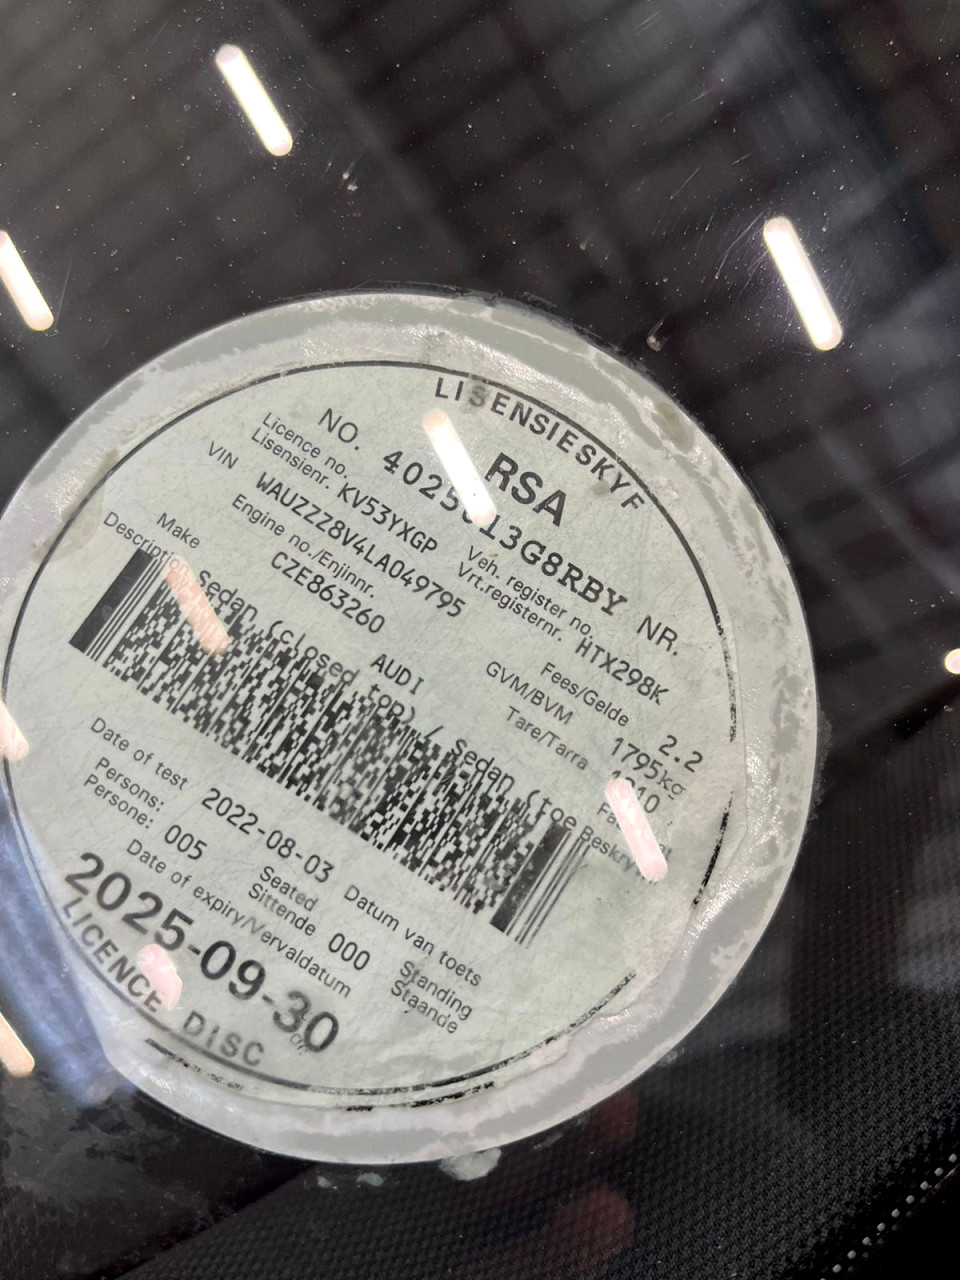 LISENSIESKYF
RSA
NO. 4025 13G8RBY NR.
Licence no. Veh. register no.
Lisensienr. KV53YXGP Vrt.registernr. HTX298K
VIN WAUZZZ8V4LA049795 Fees/Gelde 2.2
Engine no./Enjinnr. GVM/BVM 1795kg
CZE863260 Tare/Tarra
Make AUDI
Description Sedan (closed top) / Sedan (toe
Date of test 2022-08-03 Datum van toets
Persons: Seated Standing
Persone: 005 Sittende 000 Staande
Date of expiry/Vervaldatum
2025-09-30
LICENCE DISC